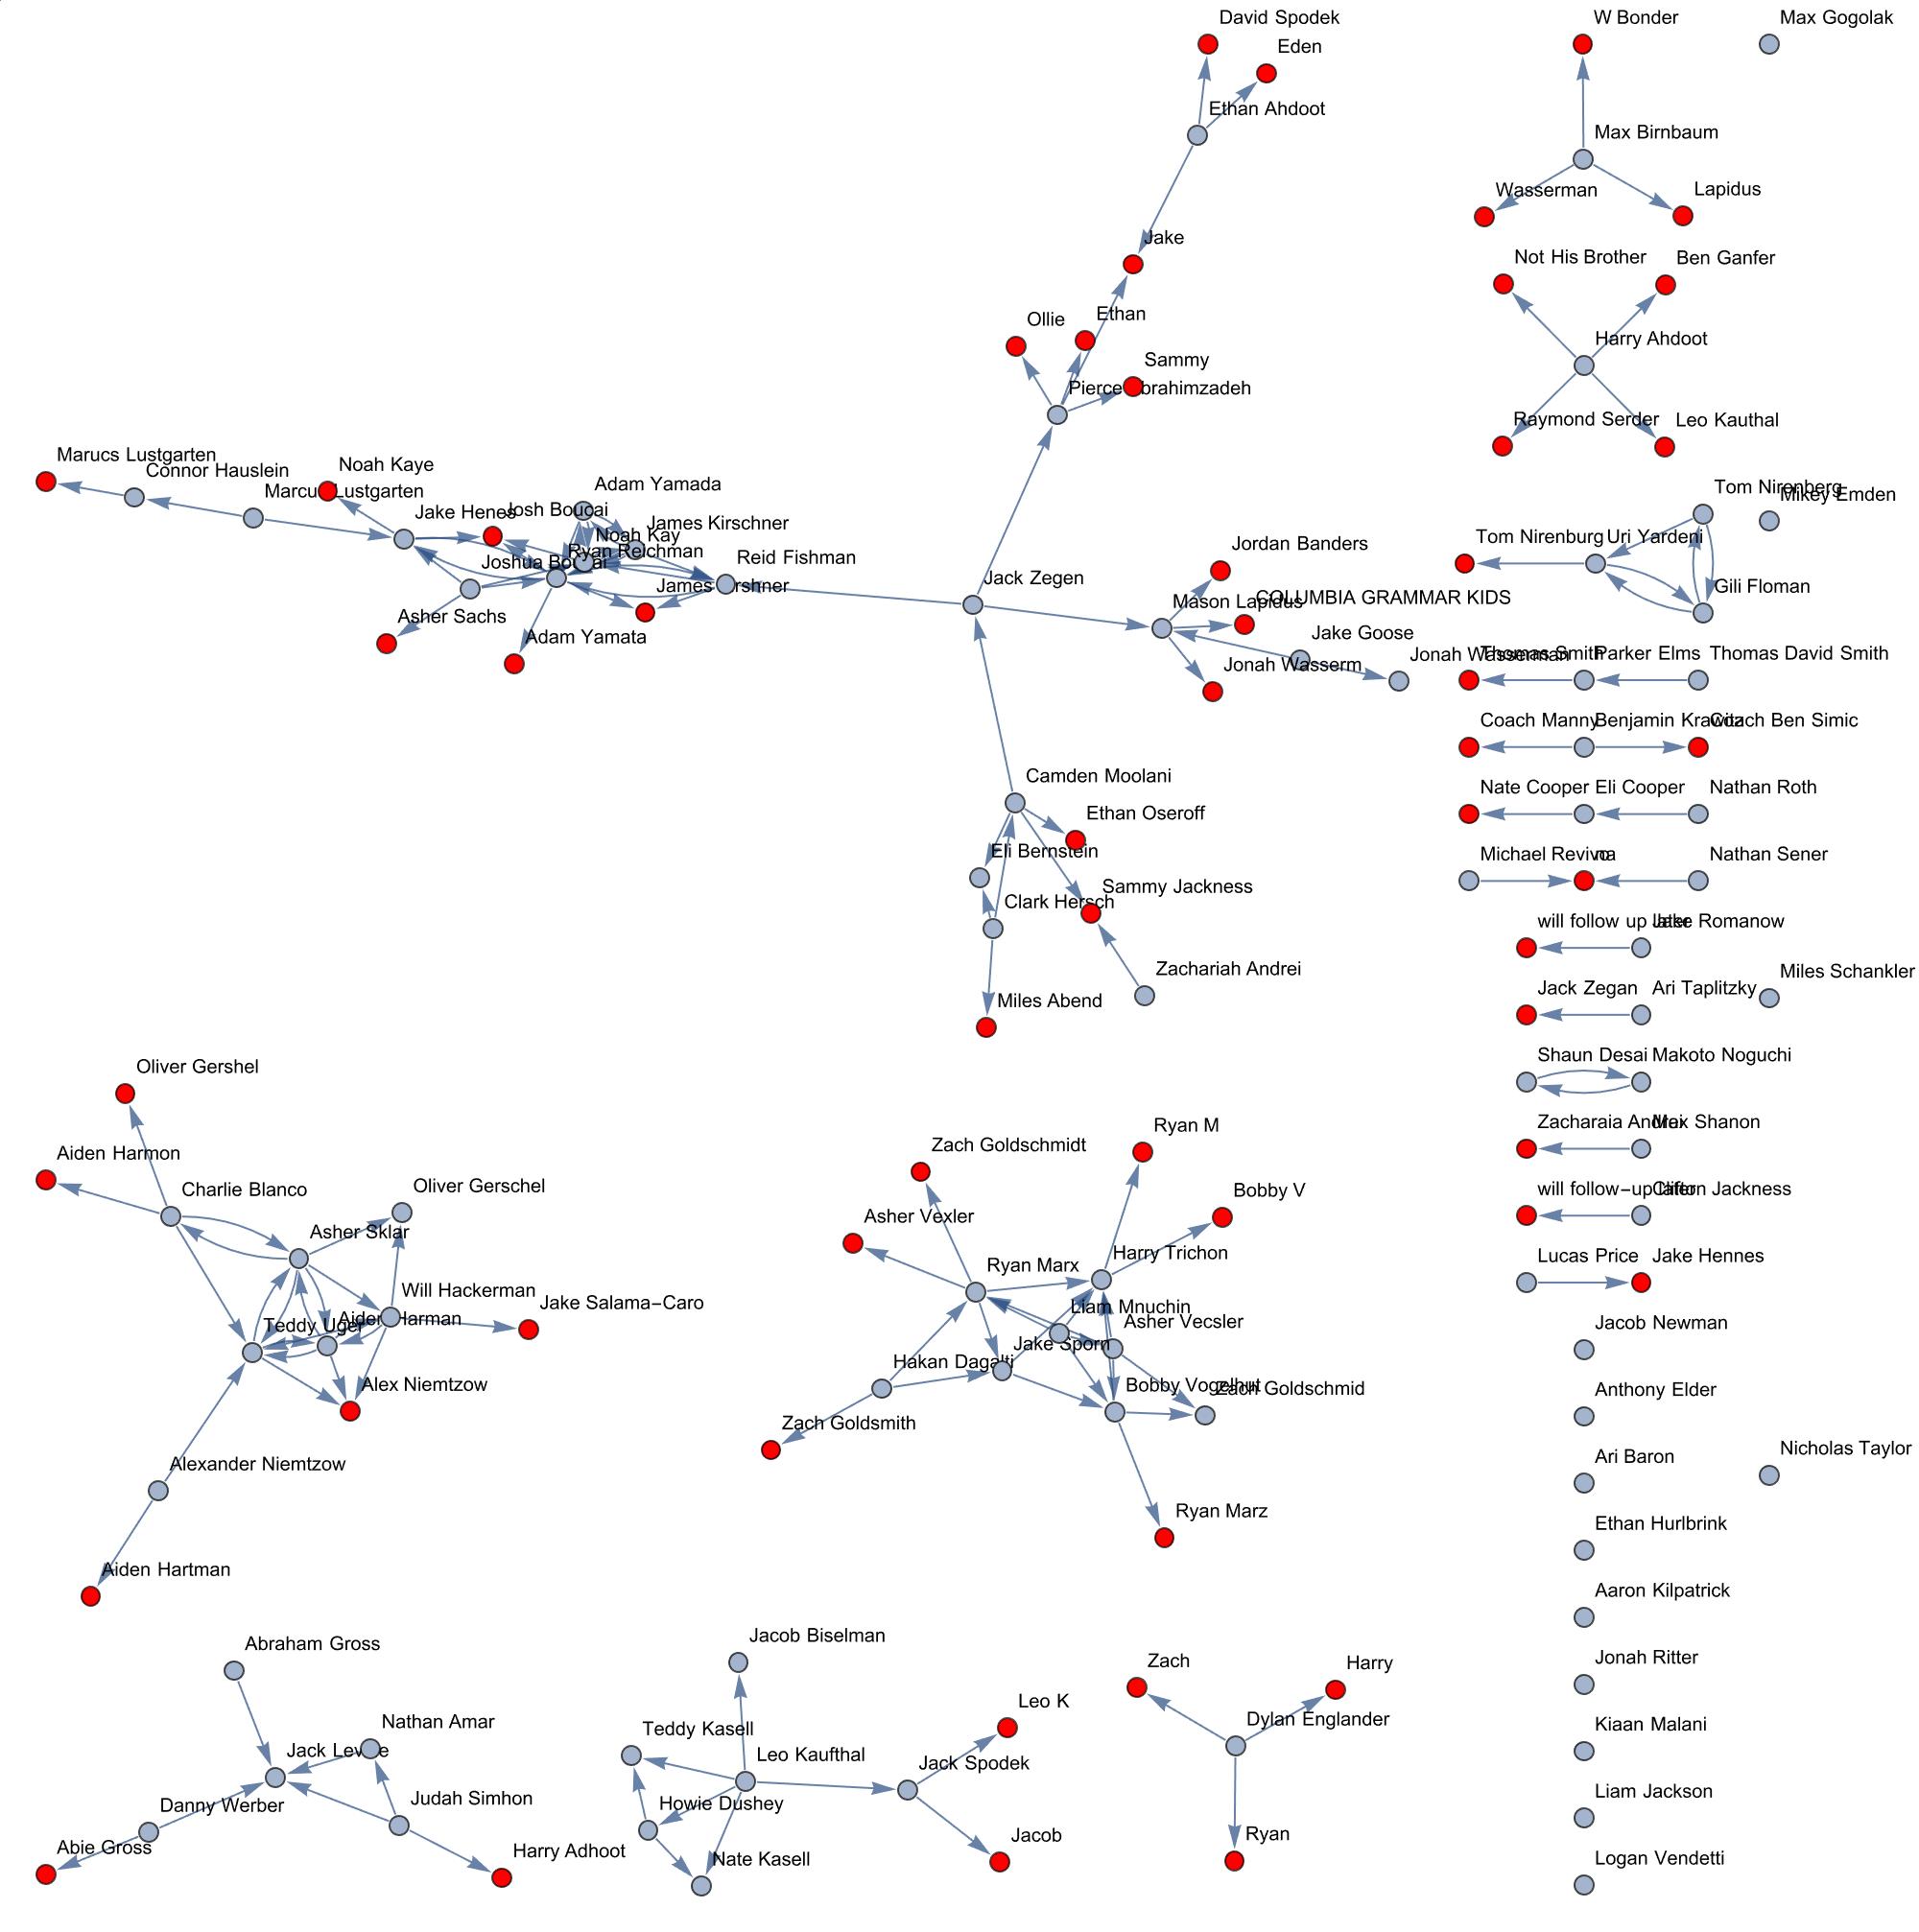 David Spodek
W Bonder
Max Gogolak
Eden
Ethan Ahdoot
Max Birnbaum
Wasserman
Lapidus
Jake
Not His Brother
Ben Ganfer
Ethan
Ollie
Harry Ahdoot
Sammy
Pierce Ebrahimzadeh
Raymond Serder
Leo Kauthal
Marucs Lustgarten
Connor Hauslein
Noah Kaye
Marcus Lustgarten
Adam Yamada
Tom Nirenberg
Mikey Emden
Jake Henes
Josh Boucai
James Kirschner
Noah Kay
Ryan Reichman
Tom Nirenburg
Uri Yardeni
Jordan Banders
Joshua Boucai
Reid Fishman
Jack Zegen
James Kirshner
Gili Floman
Mason Lapidus
COLUMBIA GRAMMAR KIDS
Asher Sachs
Adam Yamata
Jake Goose
Jonah Wasserm
Jonah Wasserman
Thomas Smith
Parker Elms
Thomas David Smith
Coach Manny
Benjamin Krawitz
Coach Ben Simic
Camden Moolani
Nate Cooper
Eli Cooper
Nathan Roth
Ethan Oseroff
Eli Bernstein
Michael Revivo
na
Nathan Sener
Sammy Jackness
Clark Hersch
will follow up later
Jake Romanow
Zachariah Andrei
Miles Schankler
Jack Zegan
Ari Taplitzky
Miles Abend
Shaun Desai
Makoto Noguchi
Oliver Gershel
Zacharaia Andrei
Max Shanon
Ryan M
Zach Goldschmidt
Aiden Harmon
Charlie Blanco
Oliver Gerschel
will follow-up later
Clifton Jackness
Bobby V
Asher Vexler
Asher Sklar
Harry Trichon
Ryan Marx
Lucas Price
Jake Hennes
Will Hackerman
Jake Salama-Caro
Liam Mnuchin
Asher Vecsler
Jacob Newman
Teddy Uger
Aiden Harman
Jake Sporn
Hakan Dagalti
Alex Niemtzow
Bobby Vogelhut
Zach Goldschmid
Anthony Elder
Zach Goldsmith
Alexander Niemtzow
Ari Baron
Nicholas Taylor
Ryan Marz
Ethan Hurlbrink
Aiden Hartman
Aaron Kilpatrick
Abraham Gross
Jacob Biselman
Zach
Harry
Jonah Ritter
Leo K
Nathan Amar
Teddy Kasell
Dylan Englander
Kiaan Malani
Jack Levine
Leo Kaufthal
Jack Spodek
Danny Werber
Judah Simhon
Howie Dushey
Liam Jackson
Abie Gross
Harry Adhoot
Jacob
Ryan
Nate Kasell
Logan Vendetti